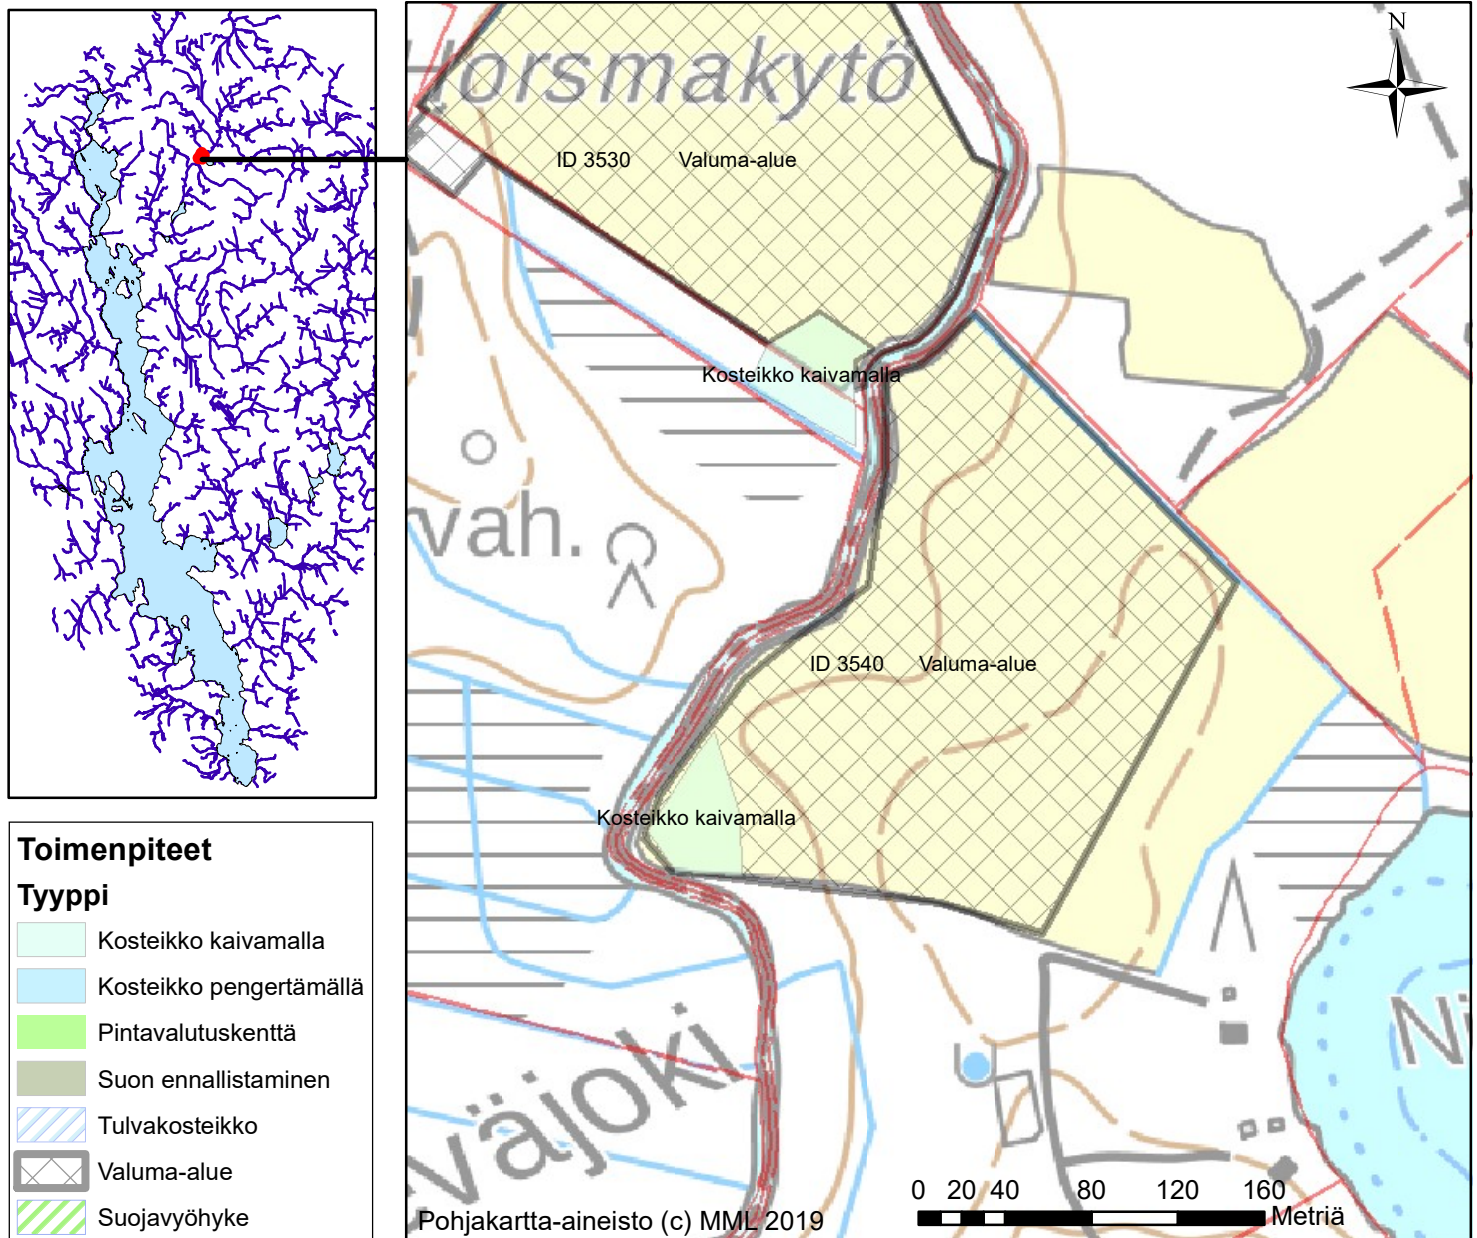 Horsmakytö
N
ID 3530 Valuma-alue
Kosteikko kaivamalla
vah.
ID 3540 Valuma-alue
Kosteikko kaivamalla
Toimenpiteet
Tyyppi
Kosteikko kaivamalla
Kosteikko pengertämällä
Pintavalutuskenttä
Suon ennallistaminen
Tulvakosteikko
Valuma-alue
Suojavyöhyke
Ni
väjoki
0 20 40 80 120 160
Metriä
Pohjakartta-aineisto (c) MML 2019